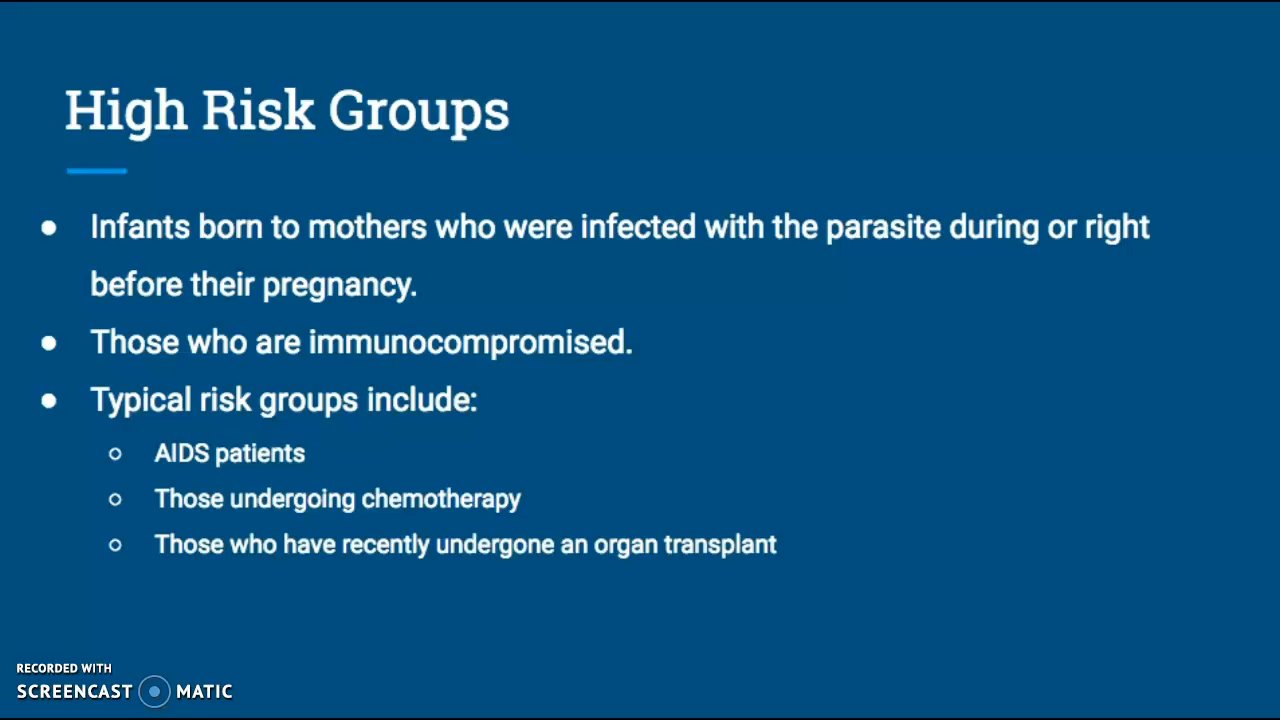 High Risk Groups
● Infants born to mothers who were infected with the parasite during or right
before their pregnancy.
● Those who are immunocompromised.
● Typical risk groups include:
○ AIDS patients
○ Those undergoing chemotherapy
○ Those who have recently undergone an organ transplant
RECORDED WITH
SCREENCAST MATIC